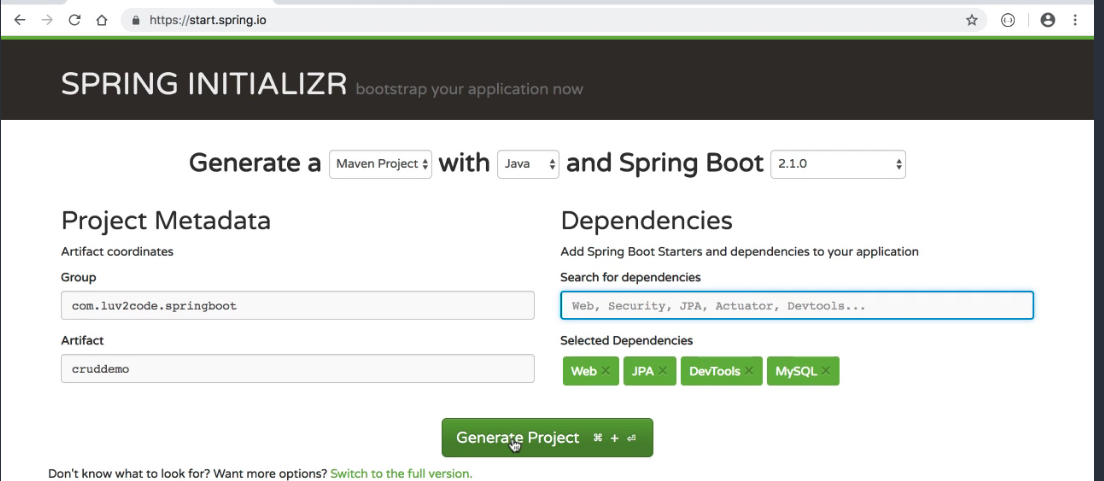 https://start.spring.io
SPRING INITIALIZR bootstrap your application now
Generate a Maven Project with Java and Spring Boot 2.1.0
Project Metadata
Artifact coordinates
Group
com.luv2code.springboot
Artifact
cruddemo
Dependencies
Add Spring Boot Starters and dependencies to your application
Search for dependencies
Web, Security, JPA, Actuator, Devtools...
Selected Dependencies
Web × JPA × DevTools × MySQL ×
Generate Project ⌘ + ⏎
Don't know what to look for? Want more options? Switch to the full version.